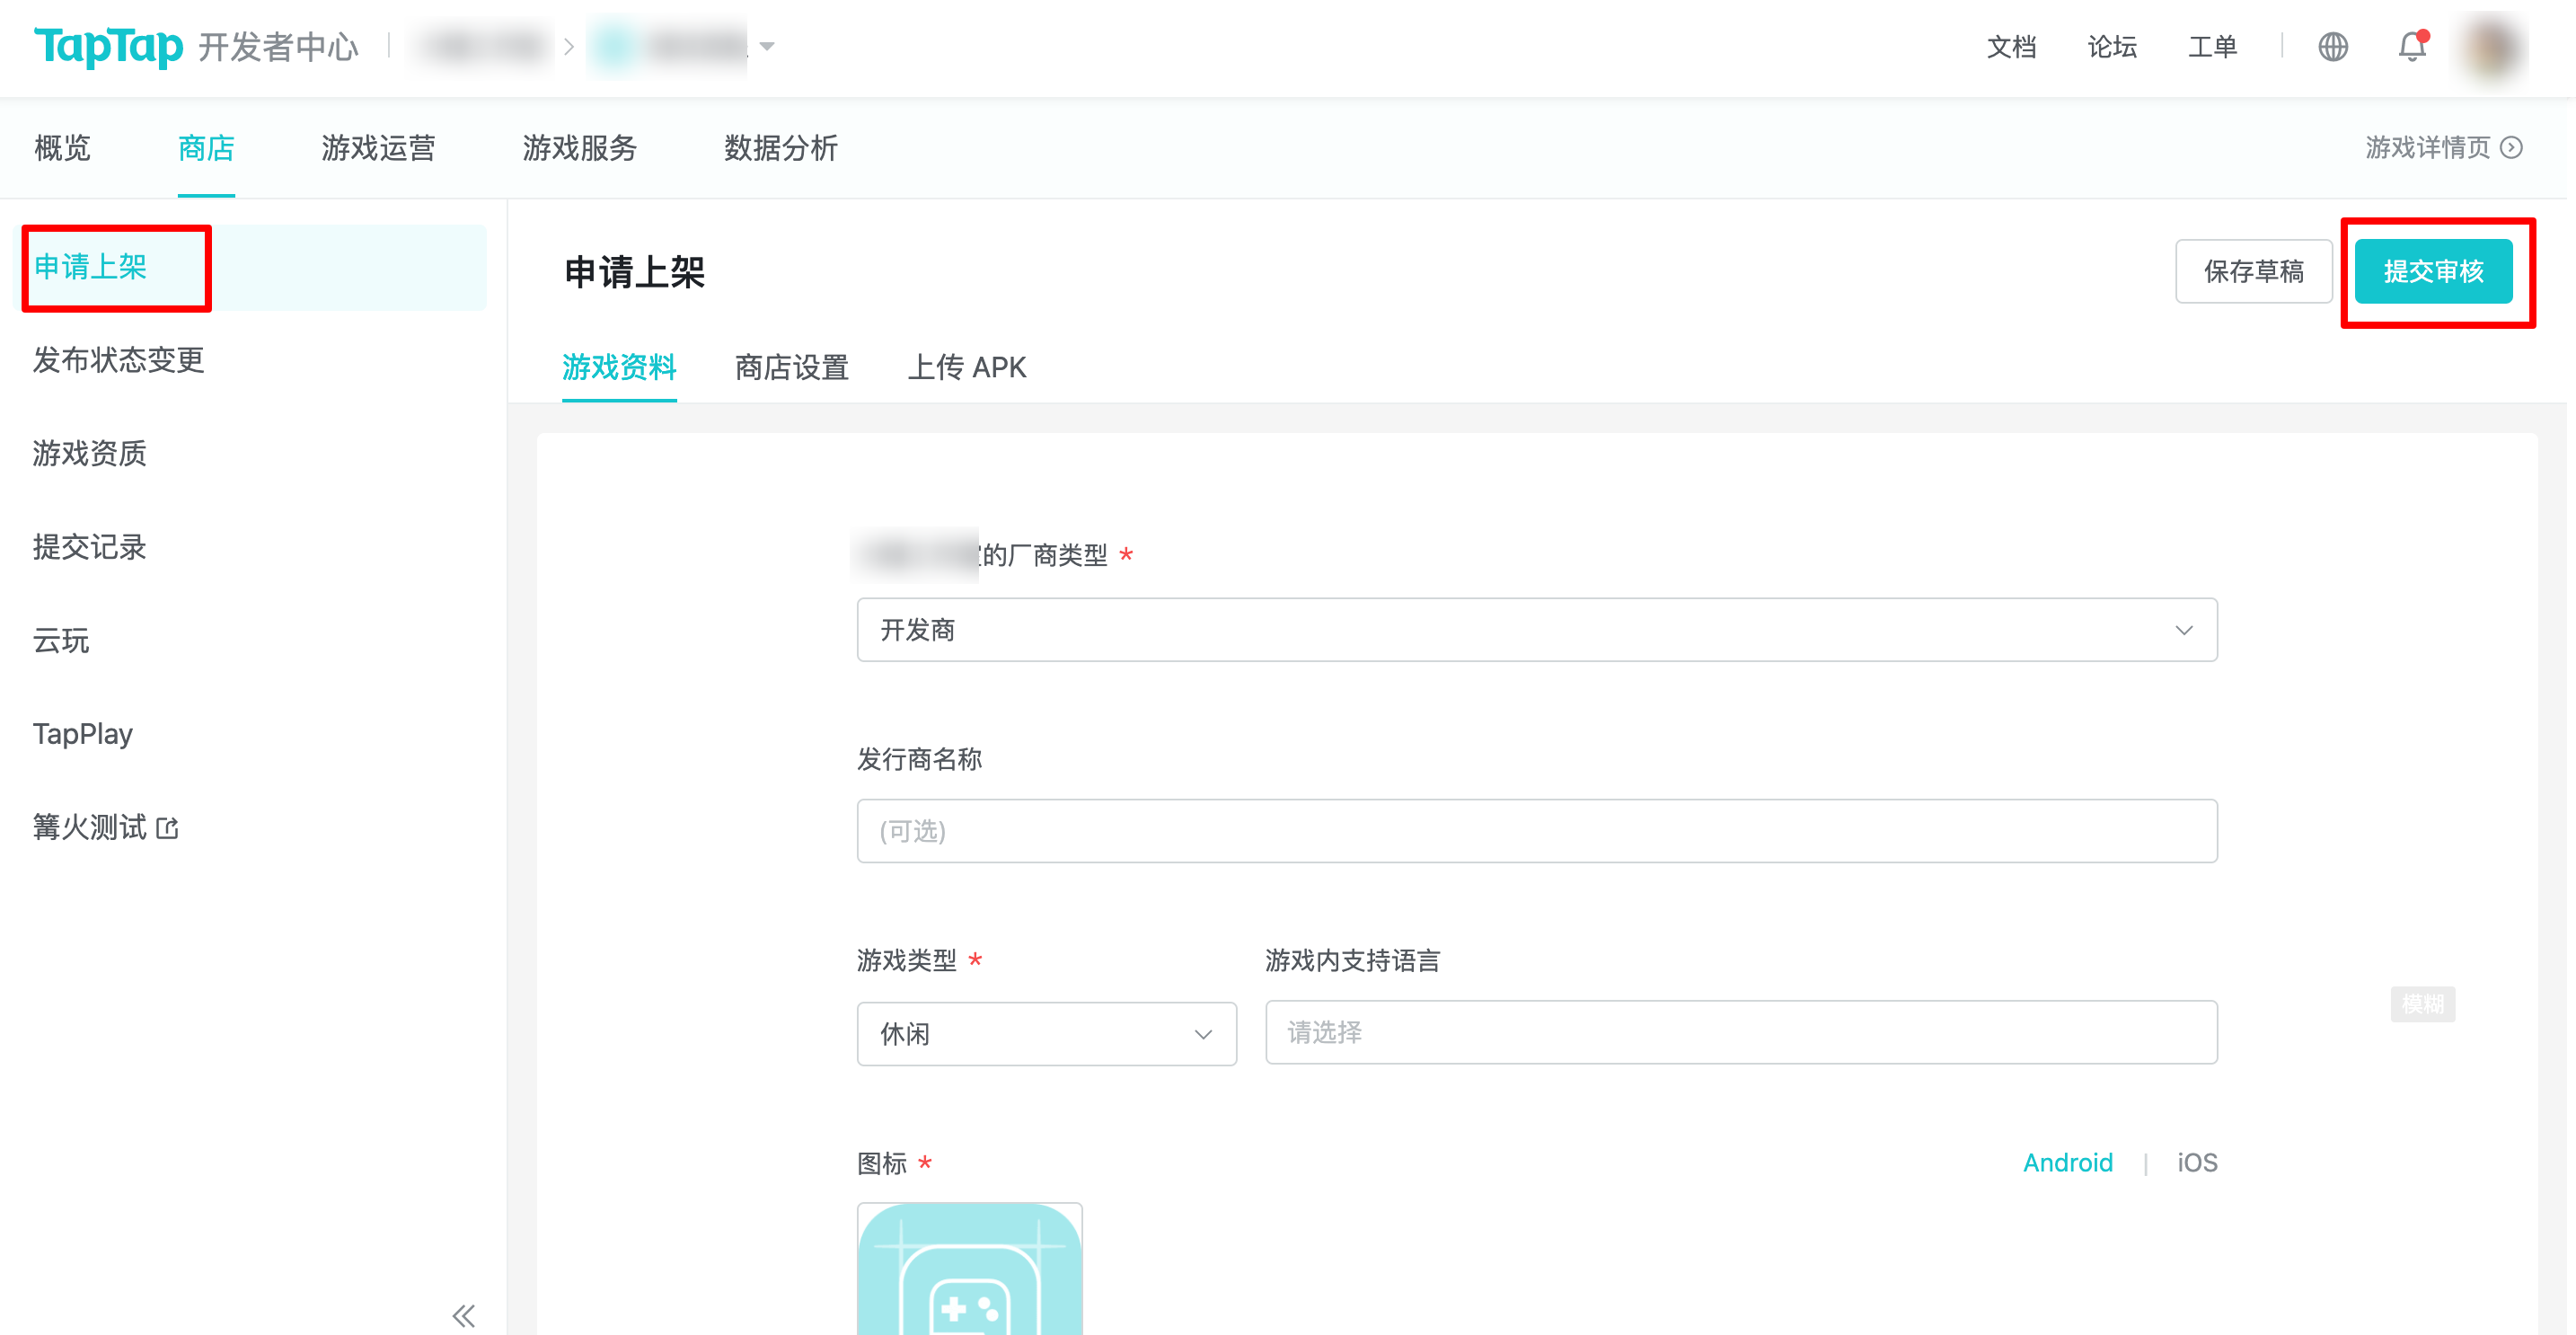 TapTap 开发者中心
文档 论坛 工单
概览 商店 游戏运营 游戏服务 数据分析 游戏详情页
申请上架
发布状态变更
游戏资质
提交记录
云玩
TapPlay
篝火测试
申请上架
保存草稿 提交审核
游戏资料 商店设置 上传 APK
的厂商类型 *
开发商
发行商名称
(可选)
游戏类型 * 游戏内支持语言
休闲 请选择
模糊
图标 * Android | iOS